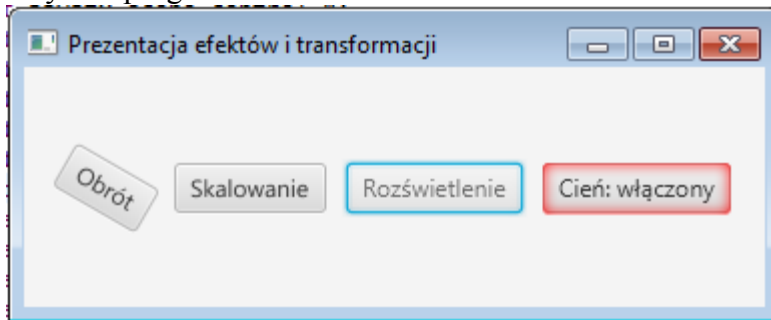 Prezentacja efektów i transformacji
Obrót
Skalowanie
Rozświetlenie
Cień: włączony